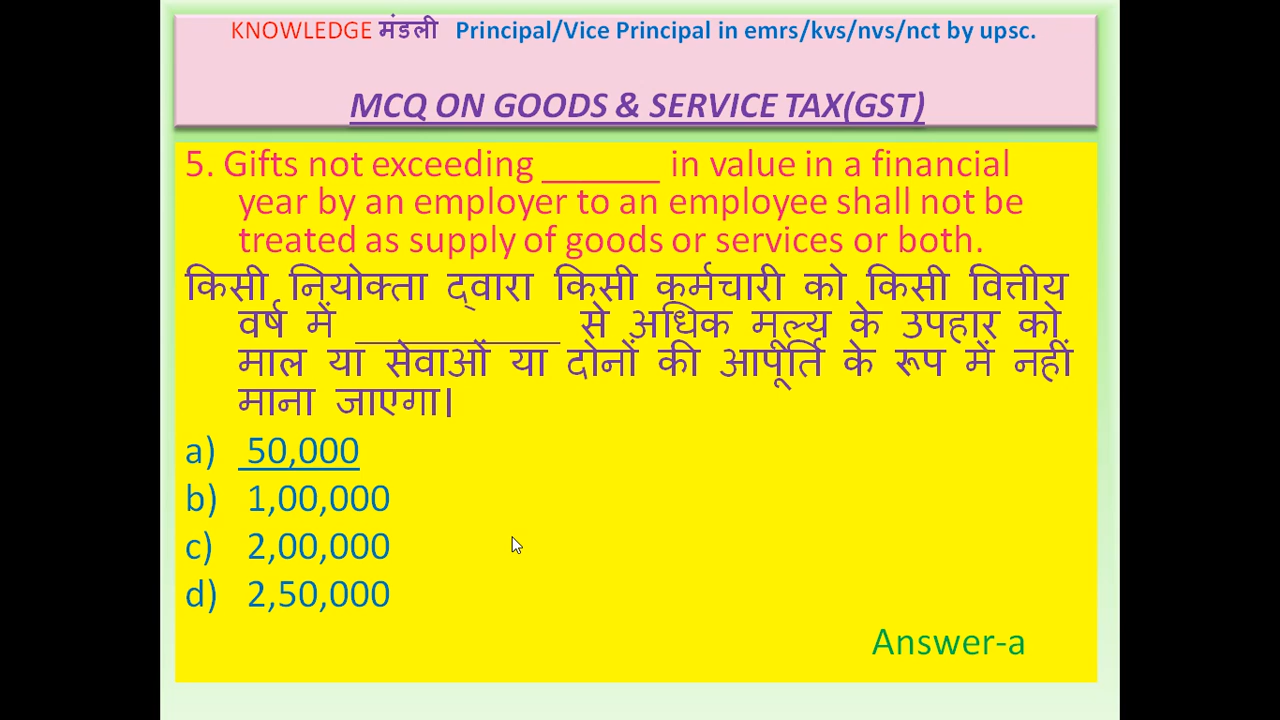 KNOWLEDGE मंडली Principal/Vice Principal in emrs/kvs/nvs/nct by upsc.
MCQ ON GOODS & SERVICE TAX(GST)
5. Gifts not exceeding ______ in value in a financial
year by an employer to an employee shall not be
treated as supply of goods or services or both.
किसी नियोक्ता द्वारा किसी कर्मचारी को किसी वित्तीय
वर्ष में __________ से अधिक मूल्य के उपहार को
माल या सेवाओं या दोनों की आपूर्ति के रूप में नहीं
माना जाएगा।
a) 50,000
b) 1,00,000
c) 2,00,000
d) 2,50,000
Answer-a